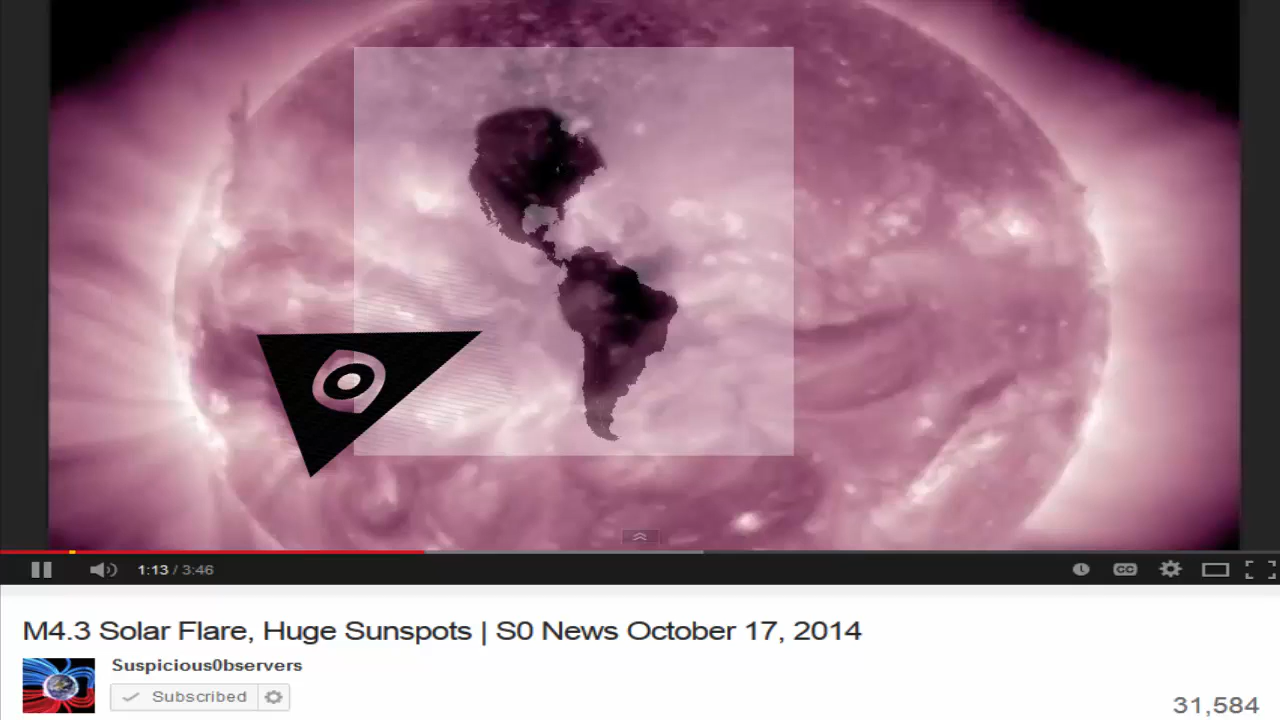 1:13 / 3:46
CC
M4.3 Solar Flare, Huge Sunspots | S0 News October 17, 2014
Suspicious0bservers
Subscribed
31,584